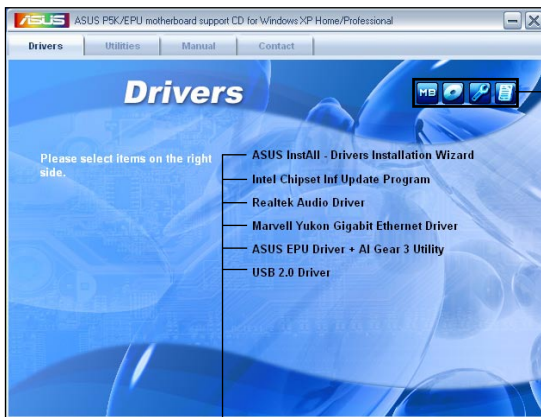 ASUS ASUS P5K/EPU motherboard support CD for Windows XP Home/Professional
Drivers Utilities Manual Contact
Drivers
MB
Please select items on the right
side.
ASUS InstAll - Drivers Installation Wizard
Intel Chipset Inf Update Program
Realtek Audio Driver
Marvell Yukon Gigabit Ethernet Driver
ASUS EPU Driver + AI Gear 3 Utility
USB 2.0 Driver